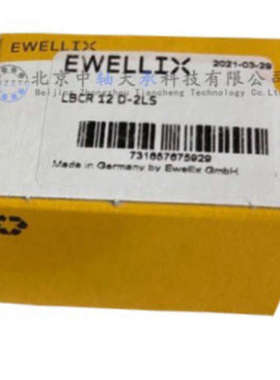 EWELLIX
EWELLIX
2021-03-29
北京中轴天承科技有限公司
Beijing Zhongzhou Tiancheng Technology Co.Ltd
LBCR 12 D-2LS
731657675929
Made in Germany by Ewellix GmbH